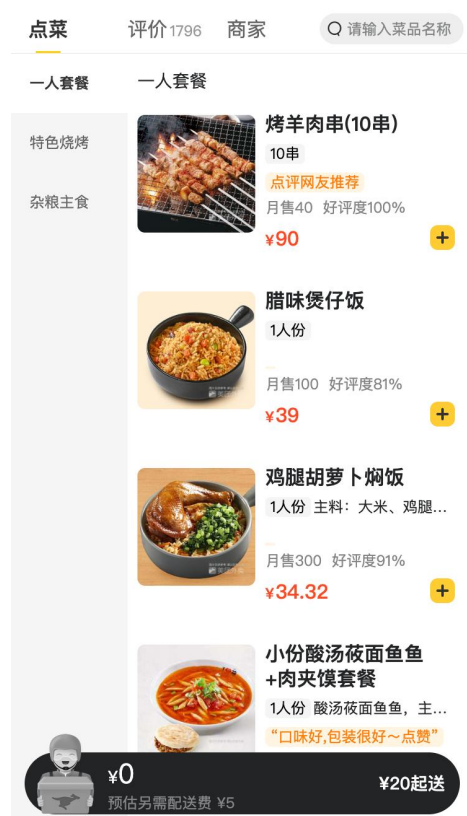 点菜
评价 1796
商家
请输入菜品名称
一人套餐
特色烧烤
杂粮主食
一人套餐
烤羊肉串(10串)
10串
点评网友推荐
月售40 好评度100%
¥90
腊味煲仔饭
1人份
月售100 好评度81%
¥39
鸡腿胡萝卜焖饭
1人份 主料：大米、鸡腿...
月售300 好评度91%
¥34.32
小份酸汤莜面鱼鱼
+肉夹馍套餐
1人份 酸汤莜面鱼鱼，主...
“口味好,包装很好～点赞”
¥0
¥20起送
预估另需配送费 ¥5